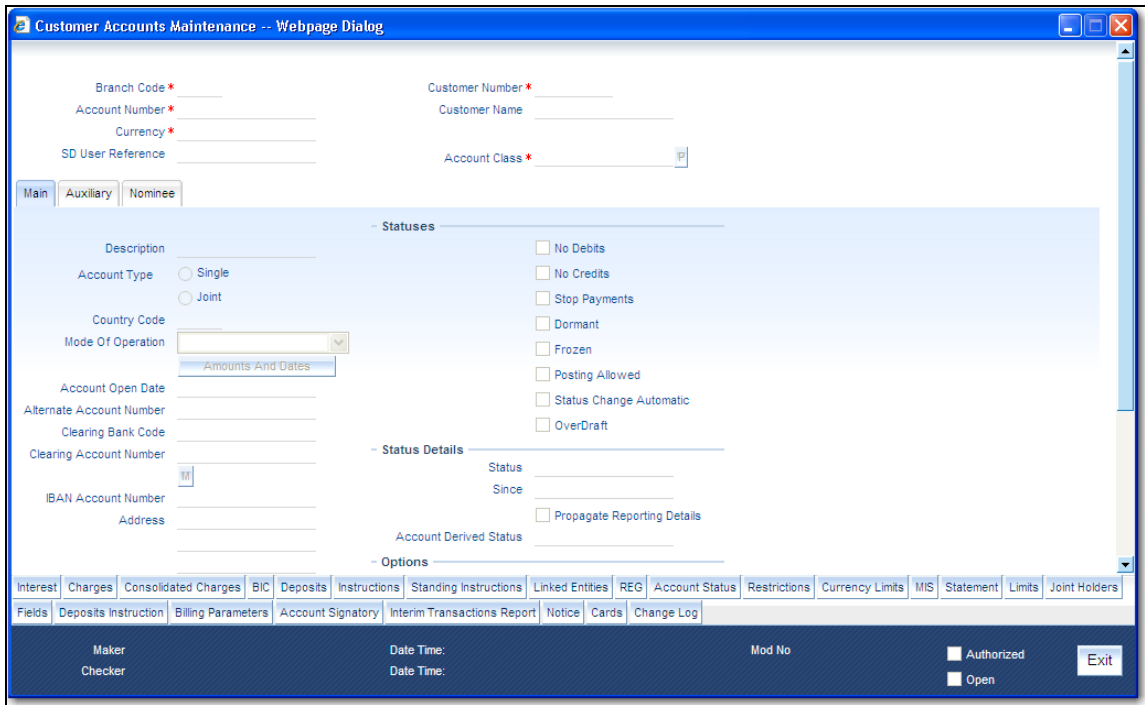 Customer Accounts Maintenance -- Webpage Dialog
Branch Code * Customer Number *
Account Number * Customer Name
Currency *
SD User Reference Account Class * P
Main Auxiliary Nominee
Statuses
Description No Debits
Account Type Single No Credits
Joint Stop Payments
Country Code Dormant
Mode Of Operation Frozen
Amounts And Dates Posting Allowed
Account Open Date Status Change Automatic
Alternate Account Number OverDraft
Clearing Bank Code
Clearing Account Number Status Details
Status
M Since
IBAN Account Number
Address Propagate Reporting Details
Account Derived Status
Options
Interest Charges Consolidated Charges BIC Deposits Instructions Standing Instructions Linked Entities REG Account Status Restrictions Currency Limits MIS Statement Limits Joint Holders
Fields Deposits Instruction Billing Parameters Account Signatory Interim Transactions Report Notice Cards Change Log
Maker Date Time: Mod No Authorized Exit
Checker Date Time: Open